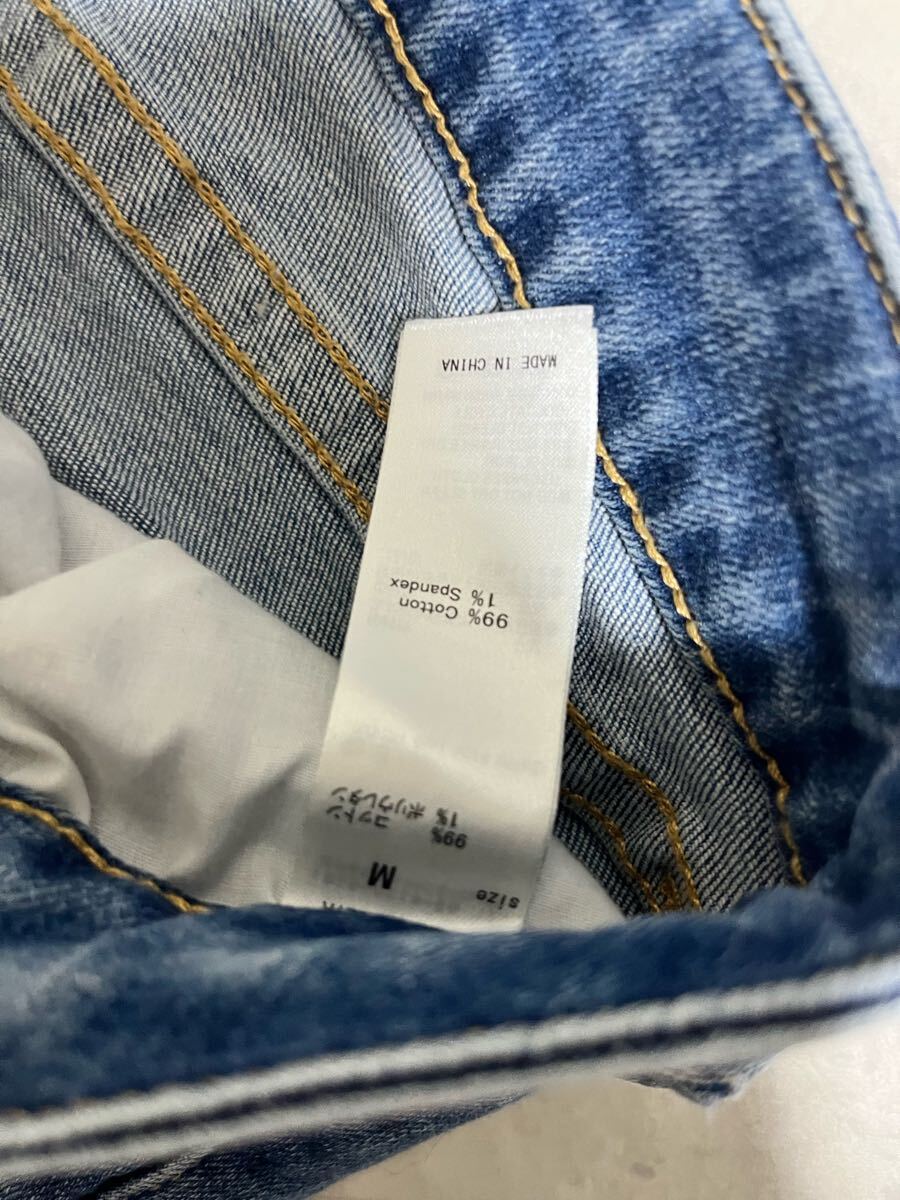 size
M
99%
コットン
1% ポリウレタン
99% Cotton
1% Spandex
MADE IN CHINA